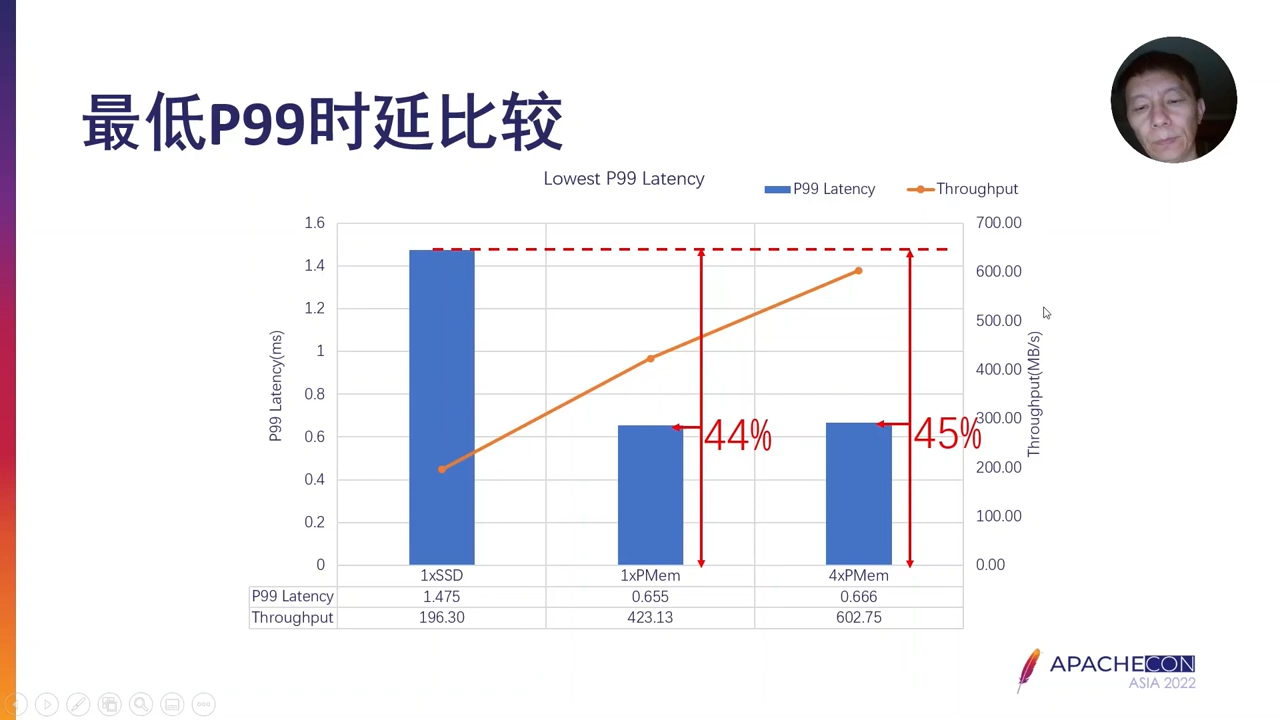 最低P99时延比较
Lowest P99 Latency
P99 Latency
Throughput
1.6
1.4
1.2
1
0.8
0.6
0.4
0.2
0
P99 Latency(ms)
700.00
600.00
500.00
400.00
300.00
200.00
100.00
0.00
Throughput(MB/s)
44%
45%
1xSSD 1xPMem 4xPMem
P99 Latency 1.475 0.655 0.666
Throughput 196.30 423.13 602.75
APACHECON
ASIA 2022